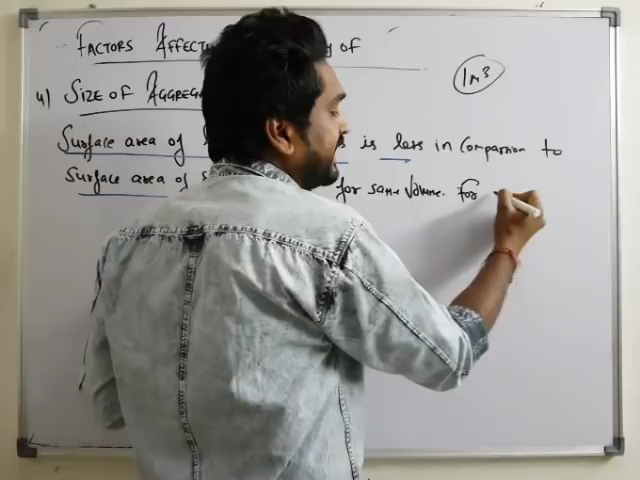 FACTORS AFFECT y OF
4) SIZE OF AGGREGA
1m³
Surface area of is less in comparison to
Surface area of S for same Volume. For